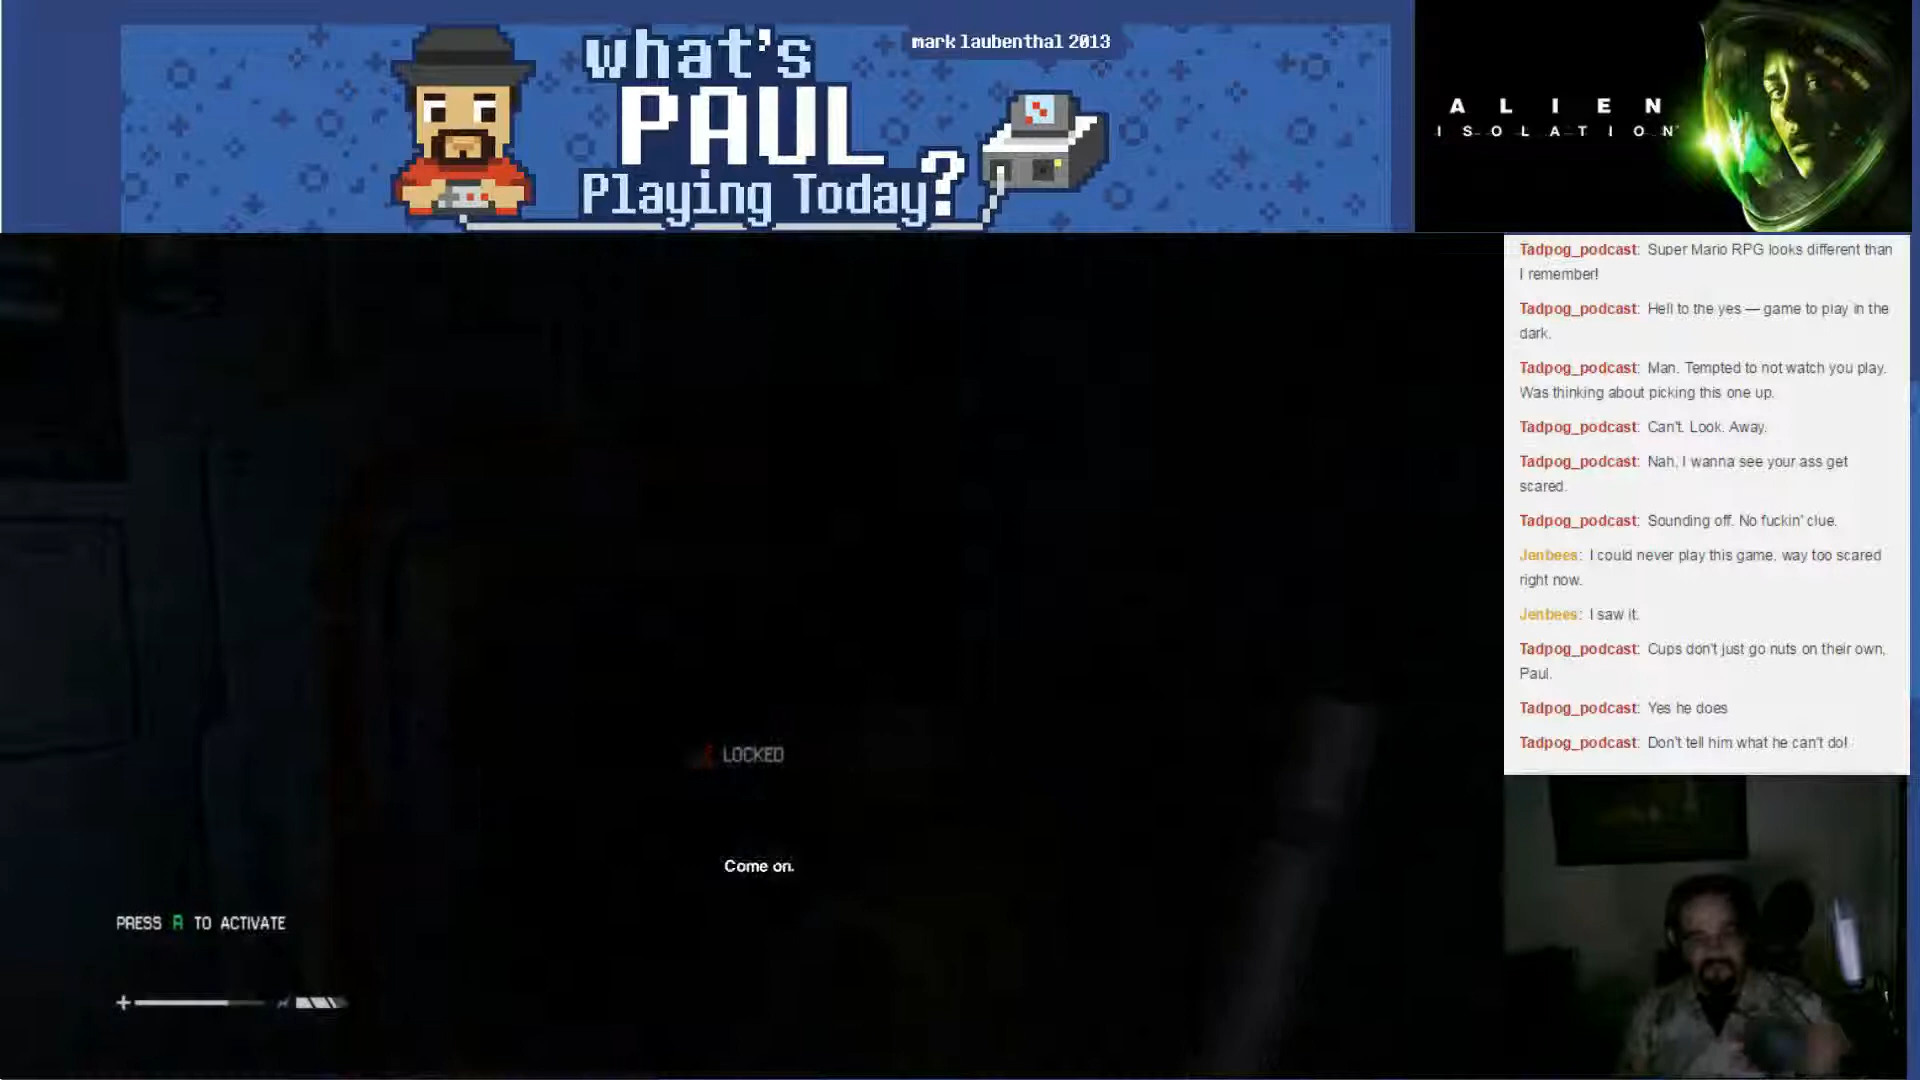 mark laubenthal 2013
what's
PAUL
Playing Today?
ALIEN
ISOLATION
Tadpog_podcast: Super Mario RPG looks different than
I remember!
Tadpog_podcast: Hell to the yes — game to play in the
dark.
Tadpog_podcast: Man. Tempted to not watch you play.
Was thinking about picking this one up.
Tadpog_podcast: Can't. Look. Away.
Tadpog_podcast: Nah, I wanna see your ass get
scared.
Tadpog_podcast: Sounding off. No fuckin' clue.
Jenbees: I could never play this game, way too scared
right now.
Jenbees: I saw it.
Tadpog_podcast: Cups don't just go nuts on their own,
Paul.
Tadpog_podcast: Yes he does
Tadpog_podcast: Don't tell him what he can't do!
LOCKED
Come on.
PRESS A TO ACTIVATE